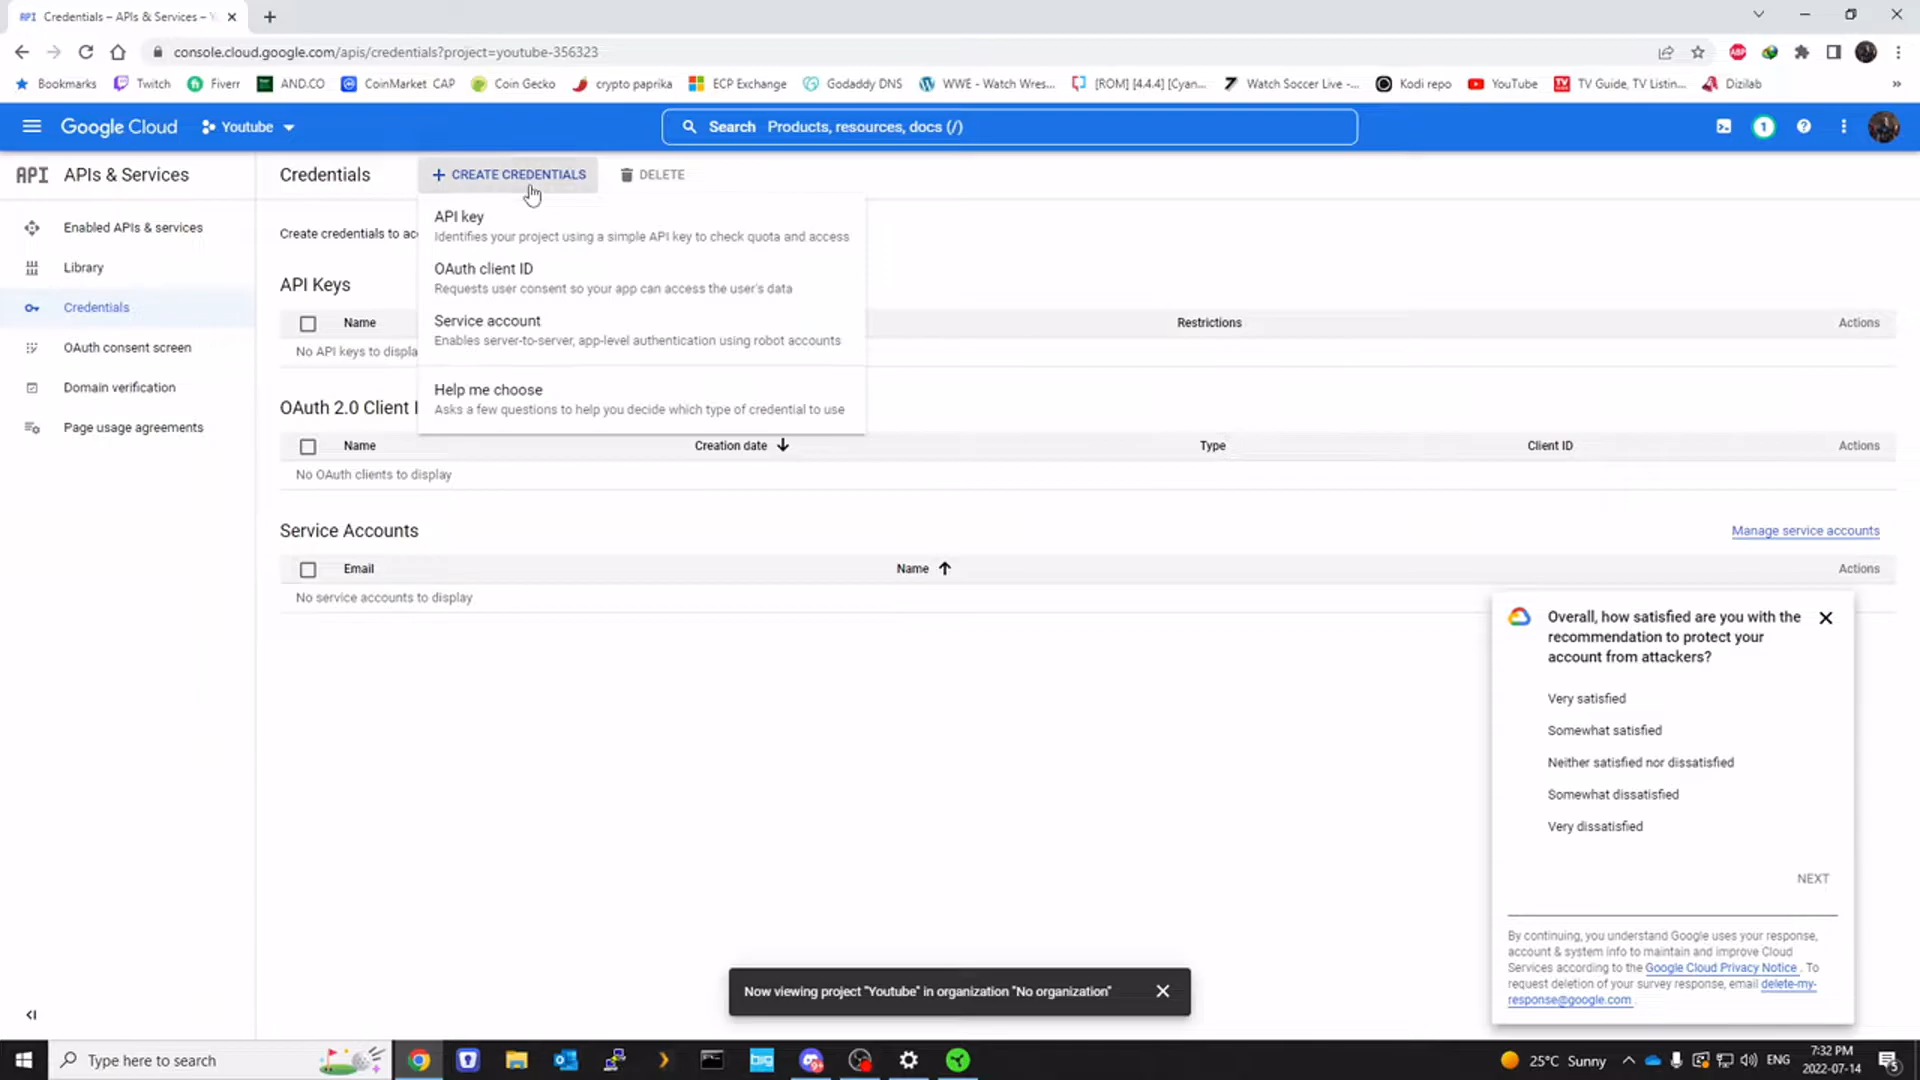 API Credentials – APIs & Services – Y
console.cloud.google.com/apis/credentials?project=youtube-356323
ABP
Bookmarks
Twitch
Fiverr
AND.CO
CoinMarket CAP
Coin Gecko
crypto paprika
ECP Exchange
Godaddy DNS
WWE - Watch Wres...
[ROM] [4.4.4] [Cyan...
Watch Soccer Live -...
Kodi repo
YouTube
TV Guide, TV Listin...
Dizilab
»
Google Cloud
Youtube
Search Products, resources, docs (/)
1
API APIs & Services
Credentials
+ CREATE CREDENTIALS
DELETE
Enabled APIs & services
Library
Credentials
OAuth consent screen
Domain verification
Page usage agreements
Create credentials to acc
API key
Identifies your project using a simple API key to check quota and access
OAuth client ID
Requests user consent so your app can access the user's data
Service account
Enables server-to-server, app-level authentication using robot accounts
Help me choose
Asks a few questions to help you decide which type of credential to use
API Keys
Name Restrictions Actions
No API keys to displa
OAuth 2.0 Client I
Name Creation date Type Client ID Actions
No OAuth clients to display
Service Accounts
Manage service accounts
Email Name Actions
No service accounts to display
Overall, how satisfied are you with the
recommendation to protect your
account from attackers?
Very satisfied
Somewhat satisfied
Neither satisfied nor dissatisfied
Somewhat dissatisfied
Very dissatisfied
NEXT
By continuing, you understand Google uses your response,
account & system info to maintain and improve Cloud
Services according to the Google Cloud Privacy Notice . To
request deletion of your survey response, email delete-my-
response@google.com .
Now viewing project "Youtube" in organization "No organization"
Type here to search
25°C Sunny
ENG
7:32 PM
2022-07-14
5